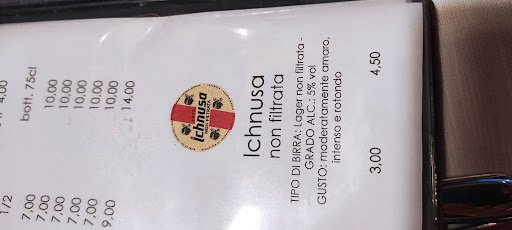 4,00
1/2 bott. 75cl
7,00 10,00
7,00 10,00
7,00 10,00
7,00 10,00
7,00 10,00
9,00 14,00
ichnusa
Ichnusa
non filtrata
TIPO DI BIRRA: Lager non filtrata -
GRADO ALC.: 5% vol
GUSTO: moderatamente amaro,
intenso e rotondo
3,00 4,50